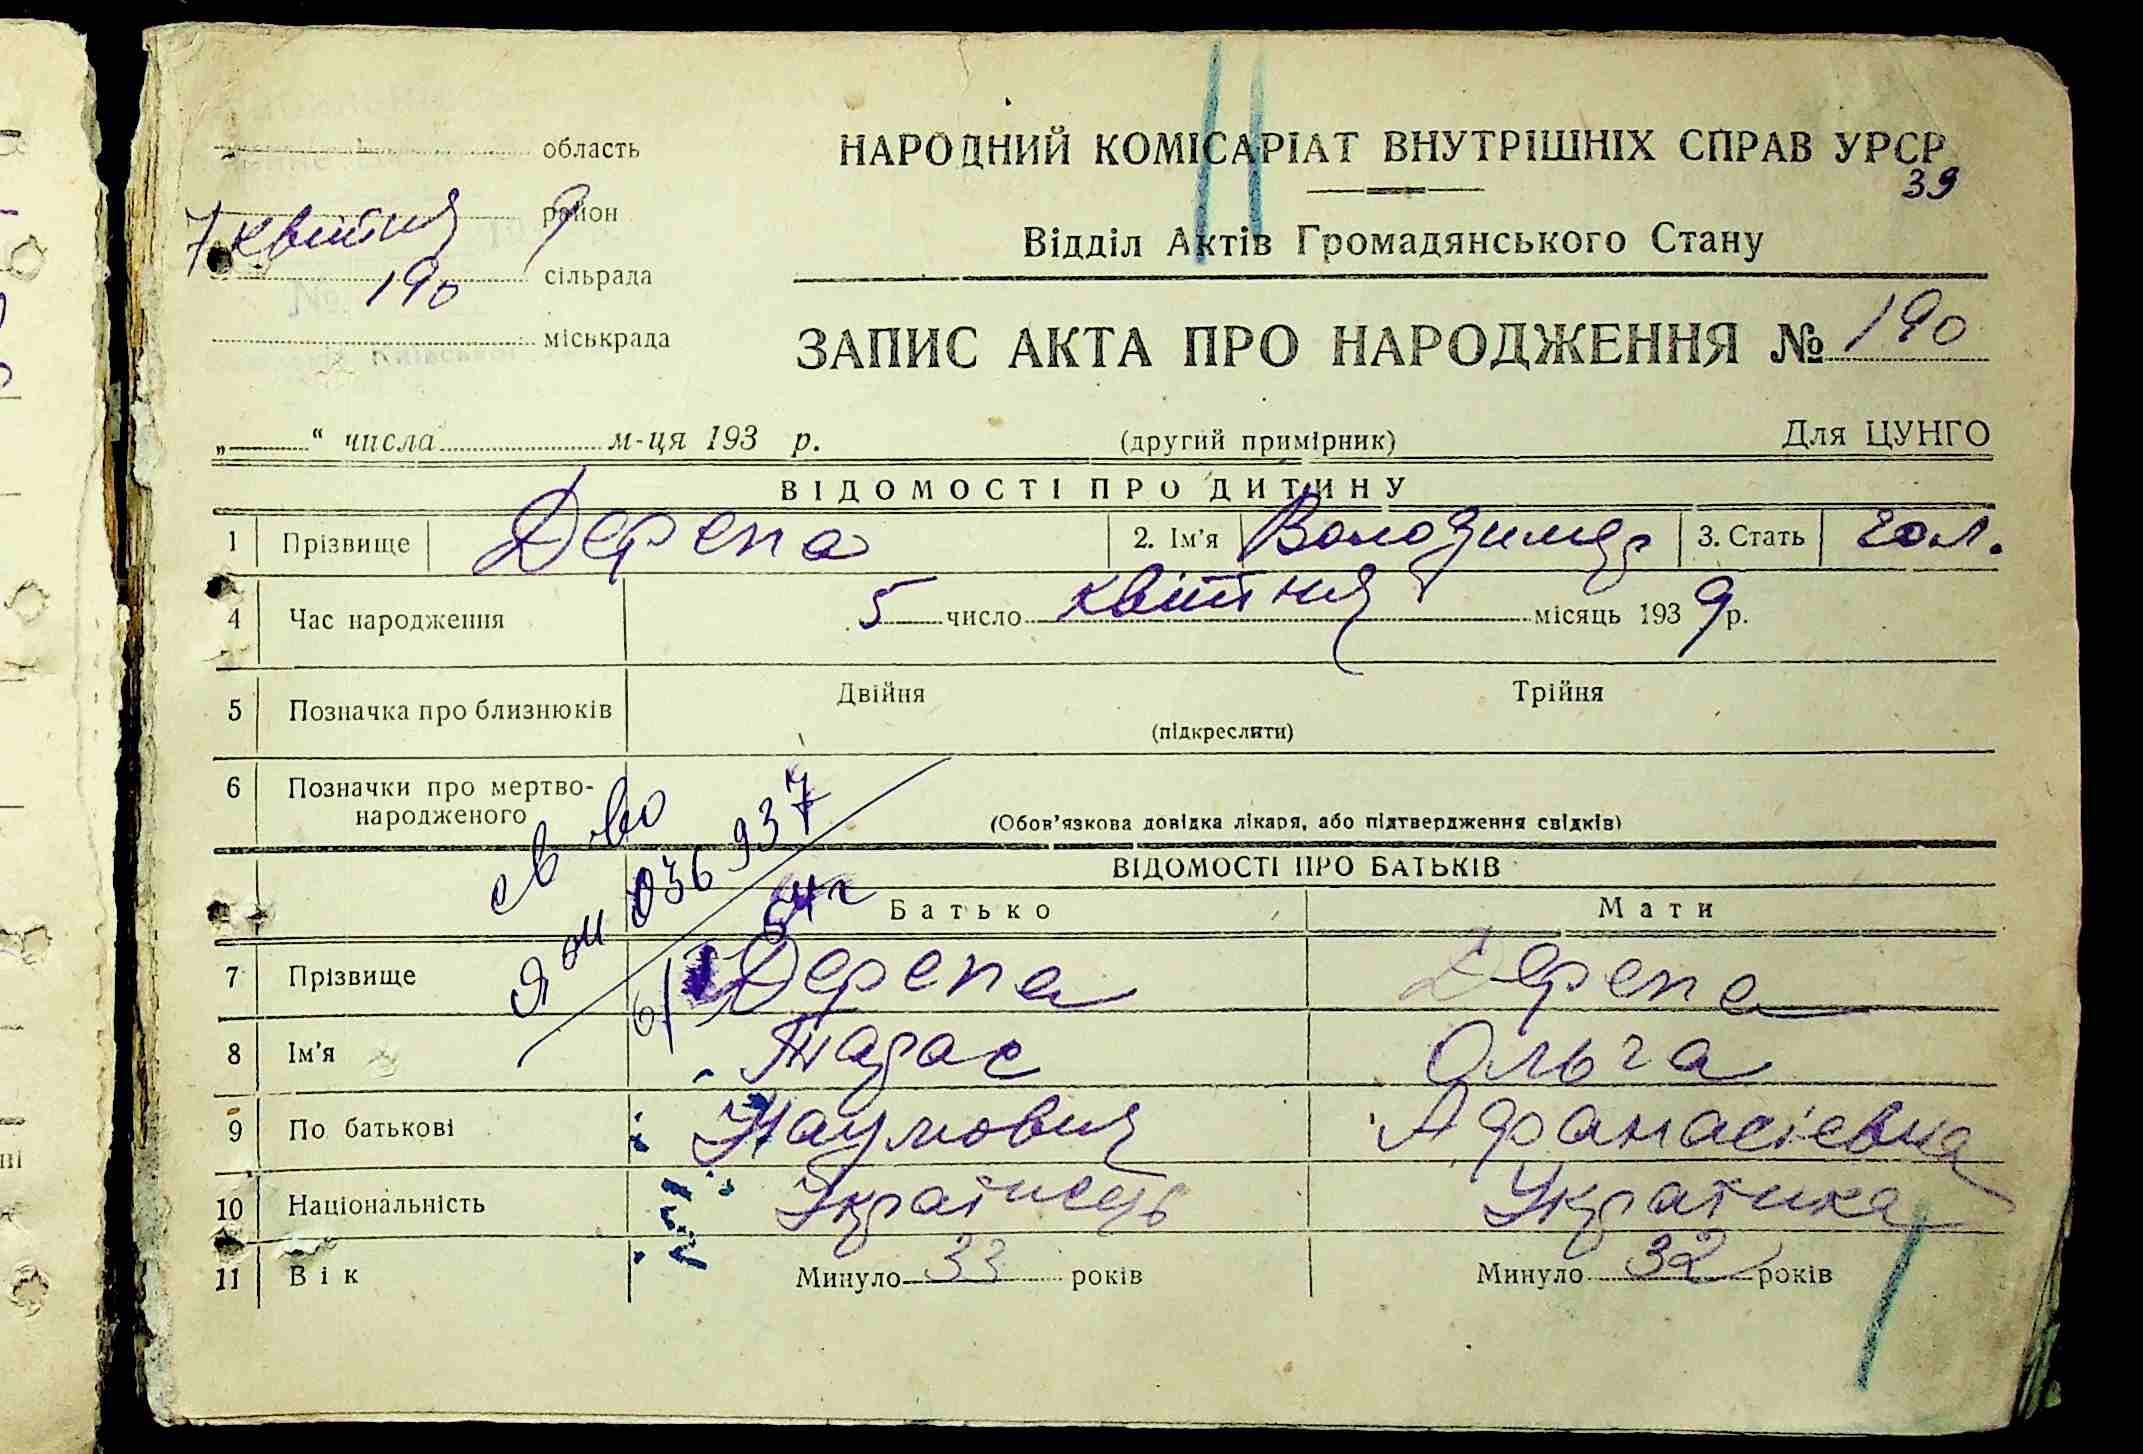 область
НАРОДНИЙ КОМІСАРІАТ ВНУТРІШНІХ СПРАВ УРСР
39
район
7 квітня 9
Відділ Актів Громадянського Стану
сільрада
190
міськрада
ЗАПИС АКТА ПРО НАРОДЖЕННЯ № 190
„ “ числа м-ця 193 р. (другий примірник) Для ЦУНГО
ВІДОМОСТІ ПРО ДИТИНУ
1 Прізвище Дерепа 2. Ім'я Володимир 3. Стать чол.
4 Час народження 5 число квітня місяць 1939 р.
5 Позначка про близнюків Двійня Трійня
(підкреслити)
6 Позначки про мертво-
народженого (Обов'язкова довідка лікаря, або підтвердження свідків)
св во
036937
ВІДОМОСТІ ПРО БАТЬКІВ
54 г
Батько Мати
7 Прізвище Дерепа Дерепа
8 Ім'я Тарас Ольга
9 По батькові Наумович Афанасієвна
10 Національність Українець Українка
11 Вік Минуло 33 років Минуло 32 років